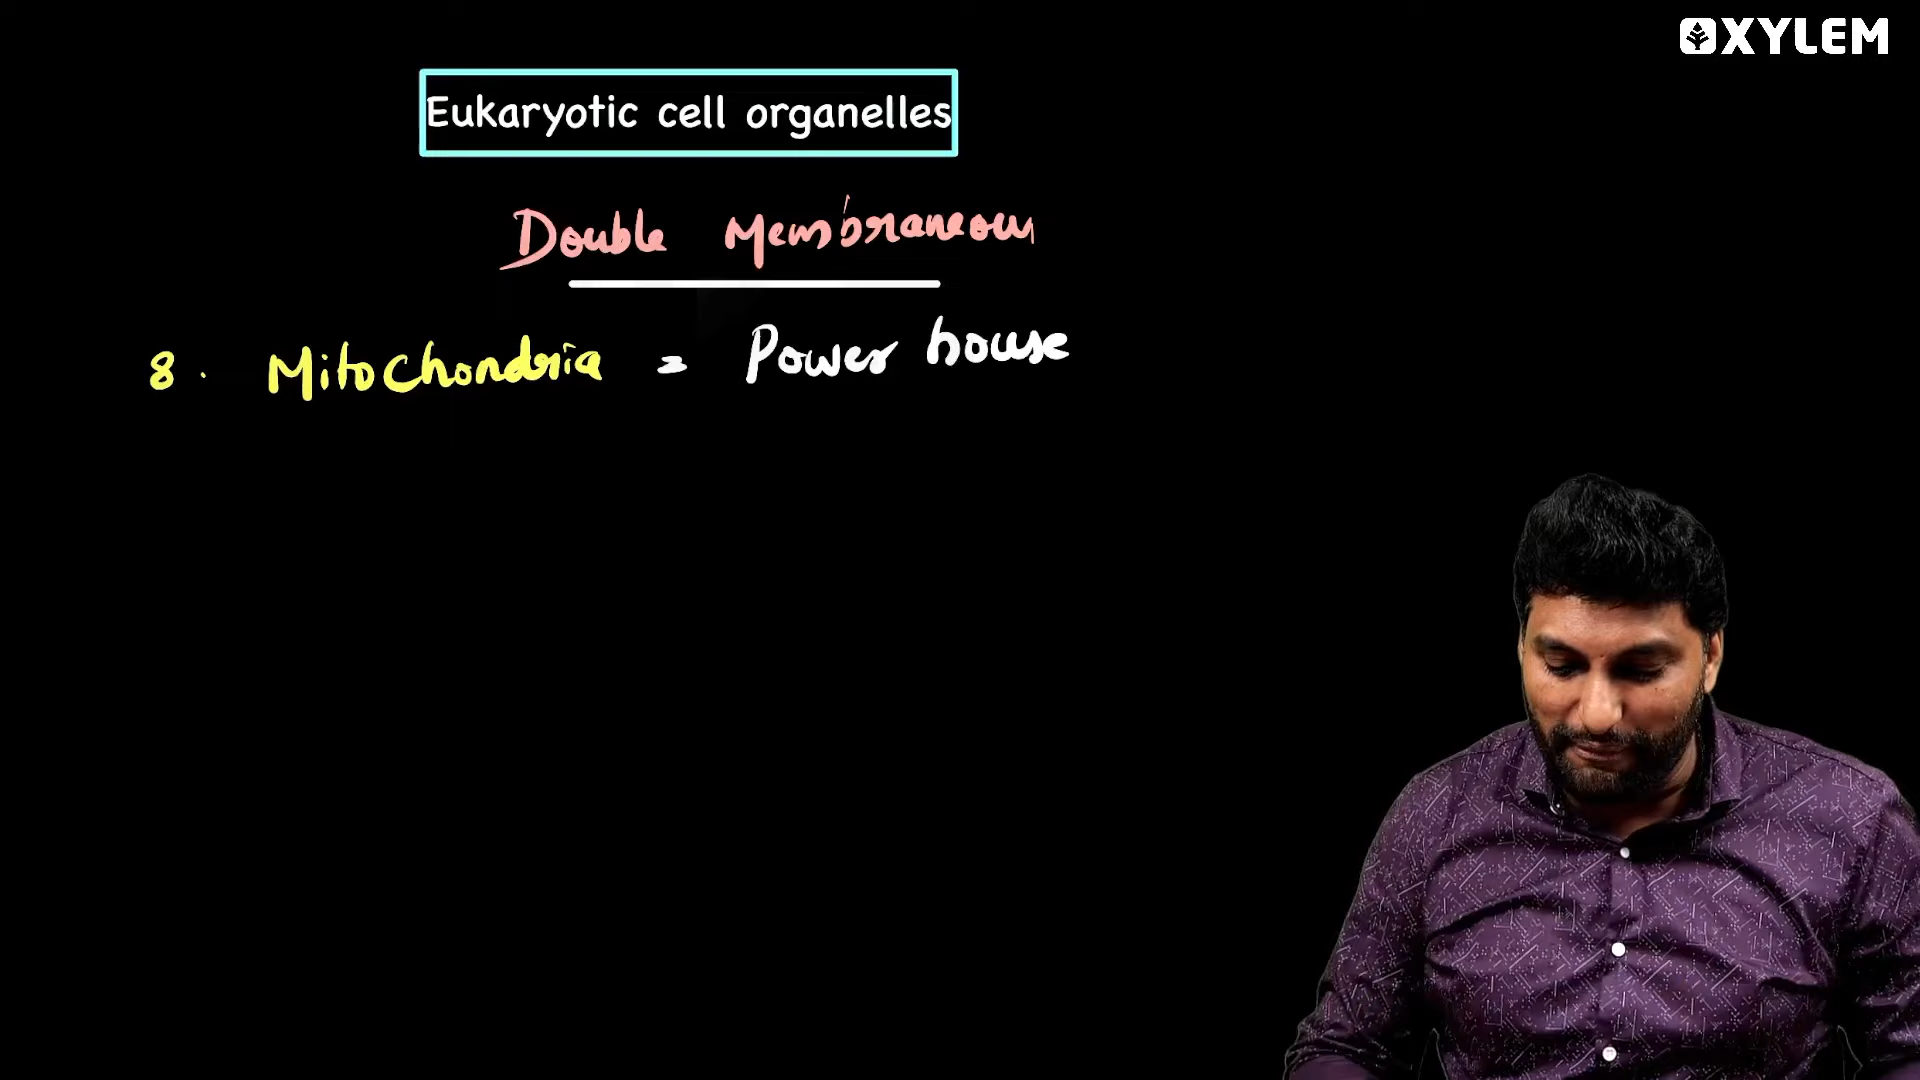 XYLEM
Eukaryotic cell organelles
Double Membraneous
8. Mitochondria = Power house